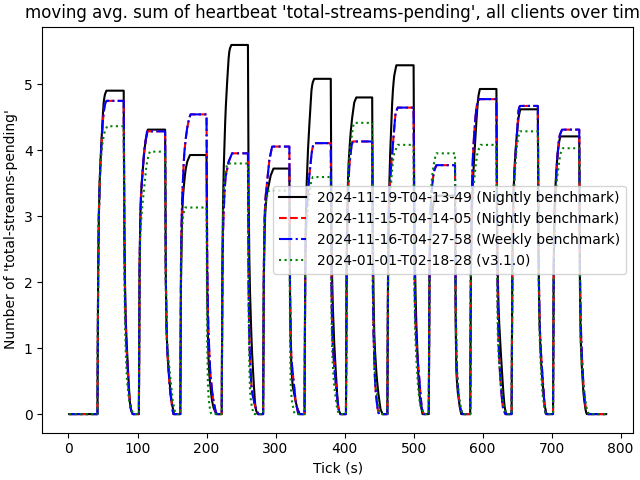 moving avg. sum of heartbeat 'total-streams-pending', all clients over tim
Number of 'total-streams-pending'
5
4
3
2
1
0
2024-11-19-T04-13-49 (Nightly benchmark)
2024-11-15-T04-14-05 (Nightly benchmark)
2024-11-16-T04-27-58 (Weekly benchmark)
2024-01-01-T02-18-28 (v3.1.0)
0 100 200 300 400 500 600 700 800
Tick (s)